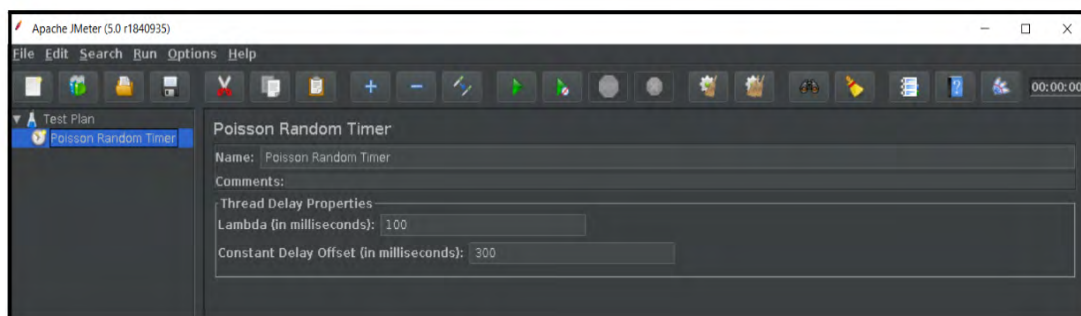 Apache JMeter (5.0 r1840935)
File Edit Search Run Options Help
00:00:00
Test Plan
Poisson Random Timer
Poisson Random Timer
Name: Poisson Random Timer
Comments:
Thread Delay Properties
Lambda (in milliseconds): 100
Constant Delay Offset (in milliseconds): 300